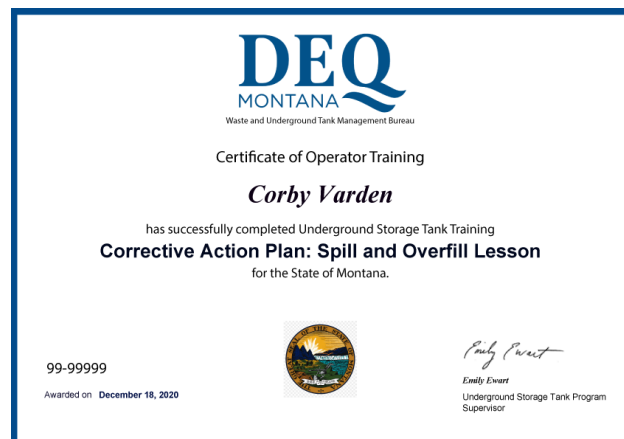 DEQ
MONTANA
Waste and Underground Tank Management Bureau
Certificate of Operator Training
Corby Varden
has successfully completed Underground Storage Tank Training
Corrective Action Plan: Spill and Overfill Lesson
for the State of Montana.
99-99999
Awarded on December 18, 2020
Emily Ewart
Emily Ewart
Underground Storage Tank Program
Supervisor